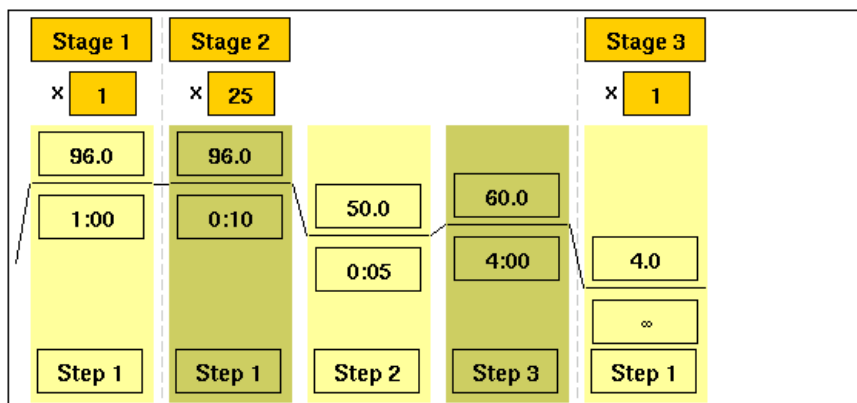 Stage 1 Stage 2 Stage 3
x 1 x 25 x 1
96.0 96.0 50.0 60.0 4.0
1:00 0:10 0:05 4:00 ∞
Step 1 Step 1 Step 2 Step 3 Step 1